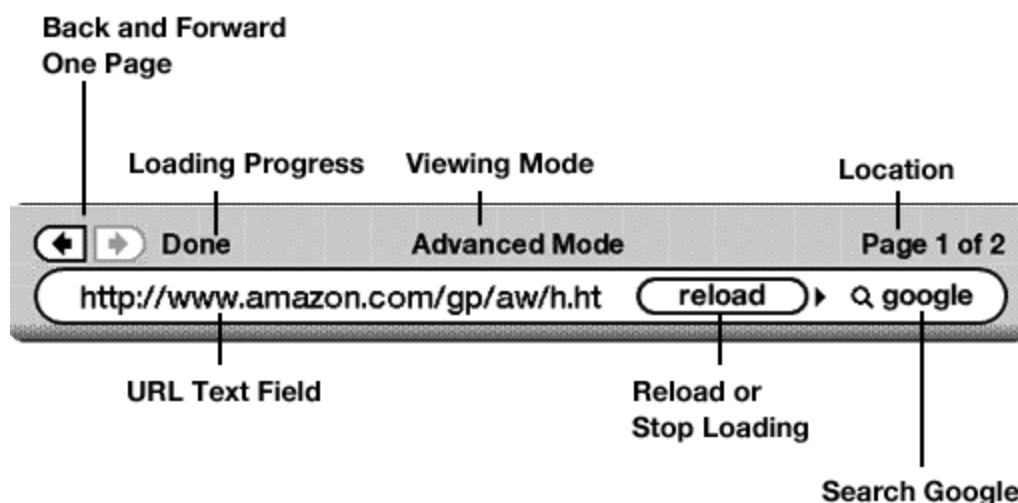 Back and Forward
One Page
Loading Progress
Viewing Mode
Location
Done
Advanced Mode
Page 1 of 2
http://www.amazon.com/gp/aw/h.ht
reload
google
URL Text Field
Reload or
Stop Loading
Search Google